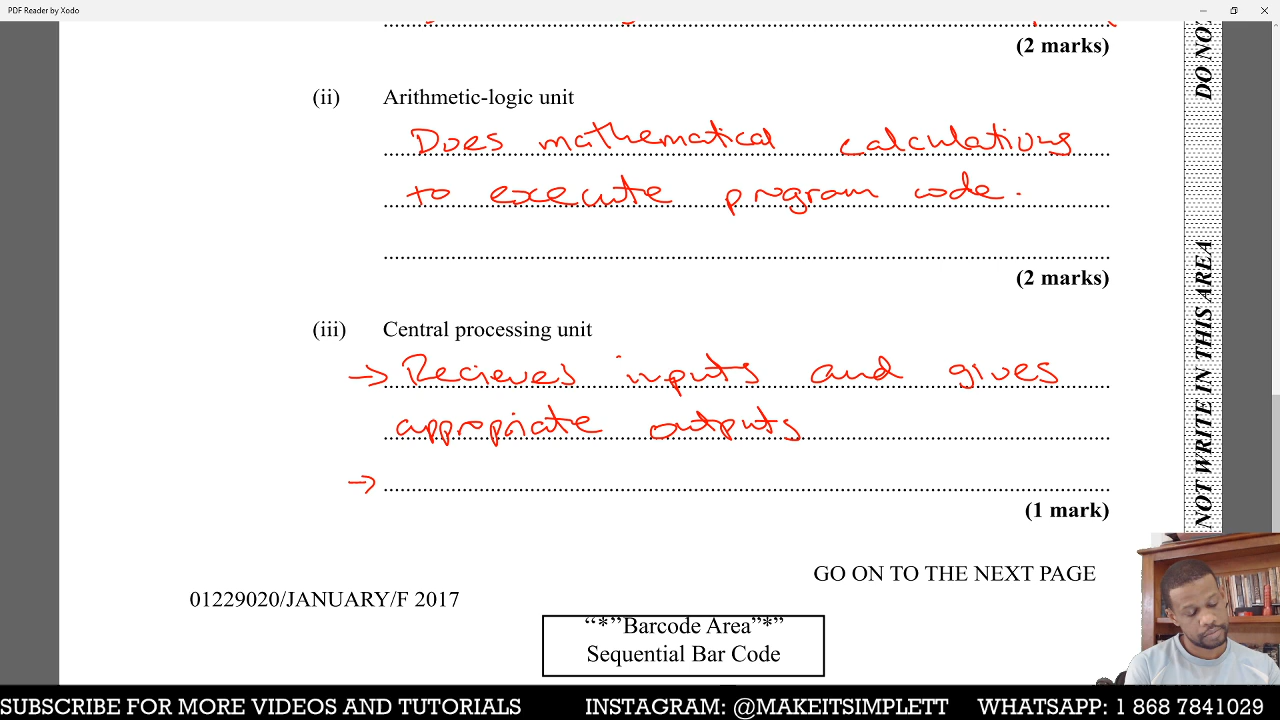 PDF Reader by Xodo
(2 marks)
DO NO
(ii) Arithmetic-logic unit
Does mathematical calculations
to execute program code.
(2 marks)
(iii) Central processing unit
→ Recieves inputs and gives
appropriate outputs
→
(1 mark)
NOT WRITE IN THIS AREA
GO ON TO THE NEXT PAGE
01229020/JANUARY/F 2017
“*”Barcode Area”*”
Sequential Bar Code
SUBSCRIBE FOR MORE VIDEOS AND TUTORIALS INSTAGRAM: @MAKEITSIMPLETT WHATSAPP: 1 868 7841029